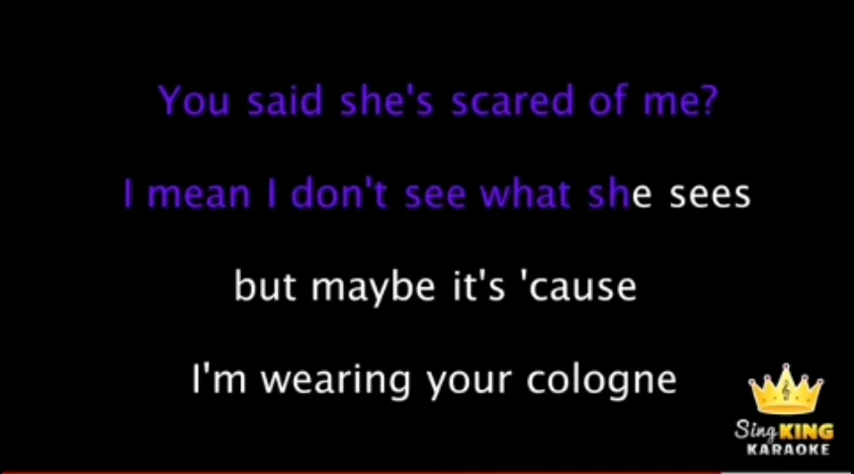 You said she's scared of me?
I mean I don't see what she sees
but maybe it's 'cause
I'm wearing your cologne
Sing KING
KARAOKE